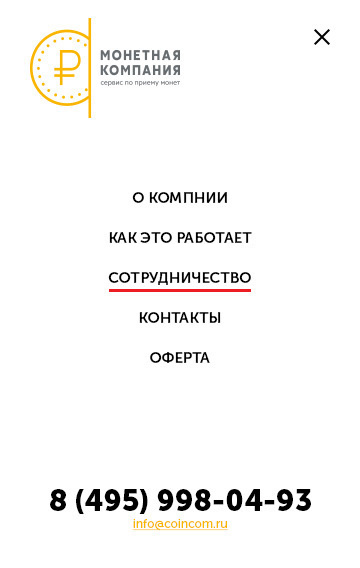 МОНЕТНАЯ
КОМПАНИЯ
сервис по приему монет
О КОМПНИИ
КАК ЭТО РАБОТАЕТ
СОТРУДНИЧЕСТВО
КОНТАКТЫ
ОФЕРТА
8 (495) 998-04-93
info@coincom.ru